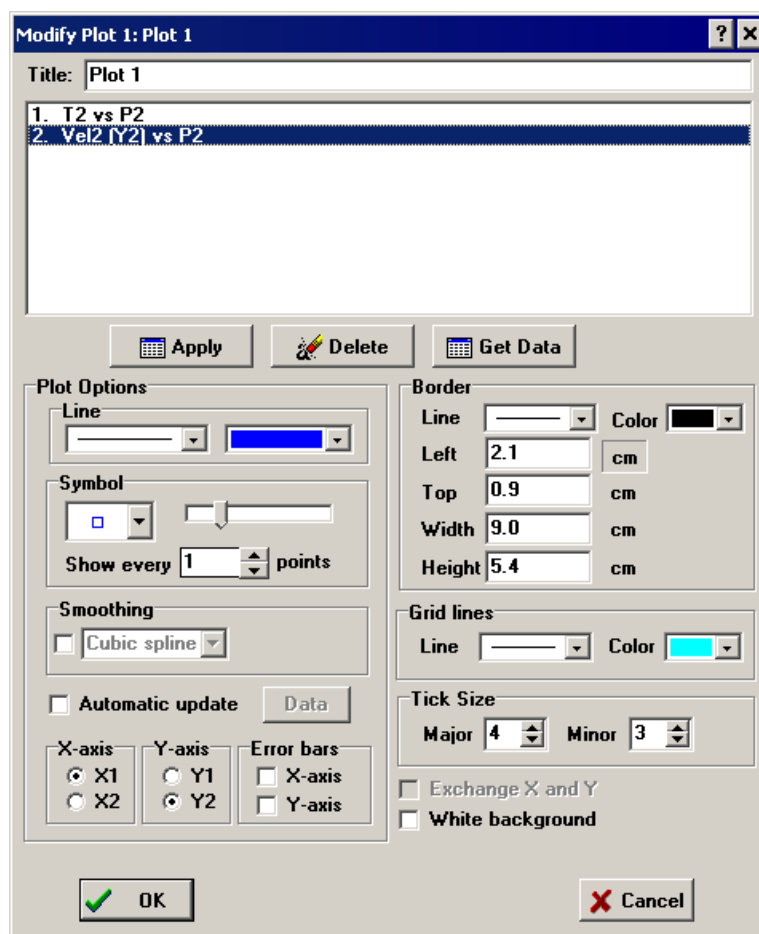 Modify Plot 1: Plot 1
Title: Plot 1
1. T2 vs P2
2. Vel2 (Y2) vs P2
Apply
Delete
Get Data
Plot Options
Line
Symbol
Show every 1 points
Smoothing
Cubic spline
Automatic update Data
X-axis
X1
X2
Y-axis
Y1
Y2
Error bars
X-axis
Y-axis
Border
Line Color
Left 2.1 cm
Top 0.9 cm
Width 9.0 cm
Height 5.4 cm
Grid lines
Line Color
Tick Size
Major 4 Minor 3
Exchange X and Y
White background
OK
Cancel